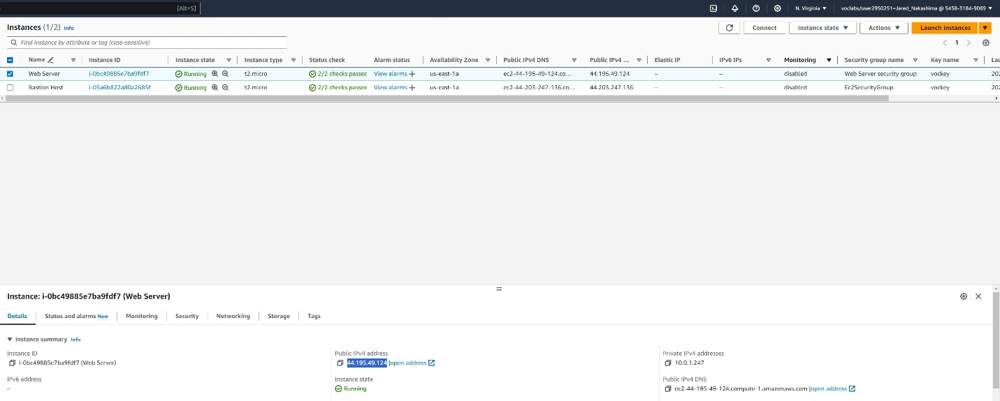 [Alt+S] N. Virginia ▼ voclabs/user2950251=Jared_Nakashima @ 5458-3184-9089 ▼
Instances (1/2) Info Connect Instance state ▼ Actions ▼ Launch instances ▼
Find Instance by attribute or tag (case-sensitive) 1
Name Instance ID Instance state Instance type Status check Alarm status Availability Zone Public IPv4 DNS Public IPv4 ... Elastic IP IPv6 IPs Monitoring Security group name Key name Lau
Web Server i-0bc49885e7ba9fdf7 Running t2.micro 2/2 checks passed View alarms + us-east-1a ec2-44-195-49-124.co... 44.195.49.124 – – disabled Web Server security group vockey 202
Bastion Host i-05a6b822a80a2685f Running t2.micro 2/2 checks passed View alarms + us-east-1a ec2-44-203-247-136.co... 44.203.247.136 – – disabled Ec2SecurityGroup vockey 202
Instance: i-0bc49885e7ba9fdf7 (Web Server)
Details Status and alarms New Monitoring Security Networking Storage Tags
▼ Instance summary Info
Instance ID Public IPv4 address Private IPv4 addresses
i-0bc49885e7ba9fdf7 (Web Server) 44.195.49.124 |open address 10.0.1.247
IPv6 address Instance state Public IPv4 DNS
– Running ec2-44-195-49-124.compute-1.amazonaws.com |open address